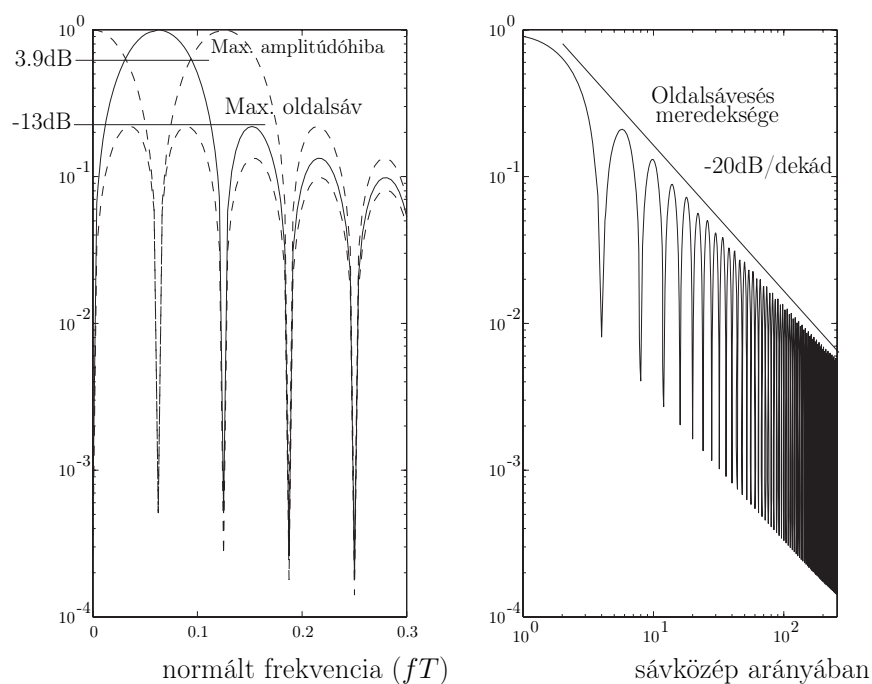 10^0
3.9dB
Max. amplitúdóhiba
-13dB
Max. oldalsáv
10^-1
10^-2
10^-3
10^-4
0
0.1
0.2
0.3
normált frekvencia (fT)
10^0
Oldalsávesés
meredeksége
-20dB/dekád
10^-1
10^-2
10^-3
10^-4
10^0
10^1
10^2
sávközép arányában